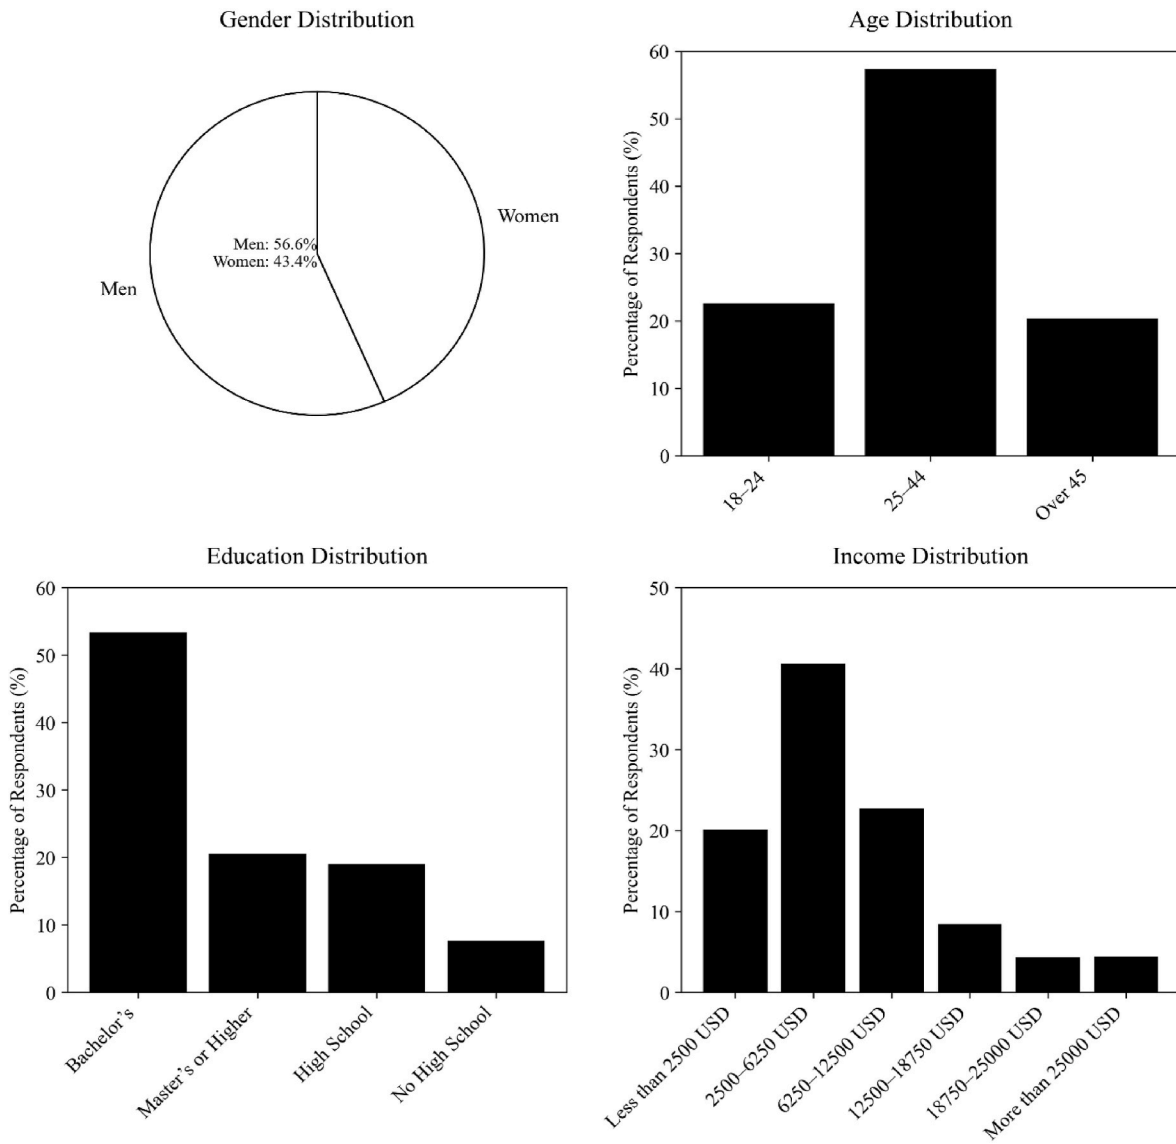 Gender Distribution
Women
Men: 56.6%
Women: 43.4%
Men
Age Distribution
Percentage of Respondents (%)
60
50
40
30
20
10
0
18–24
25–44
Over 45
Education Distribution
Percentage of Respondents (%)
60
50
40
30
20
10
0
Bachelor’s
Master’s or Higher
High School
No High School
Income Distribution
Percentage of Respondents (%)
50
40
30
20
10
0
Less than 2500 USD
2500–6250 USD
6250–12500 USD
12500–18750 USD
18750–25000 USD
More than 25000 USD